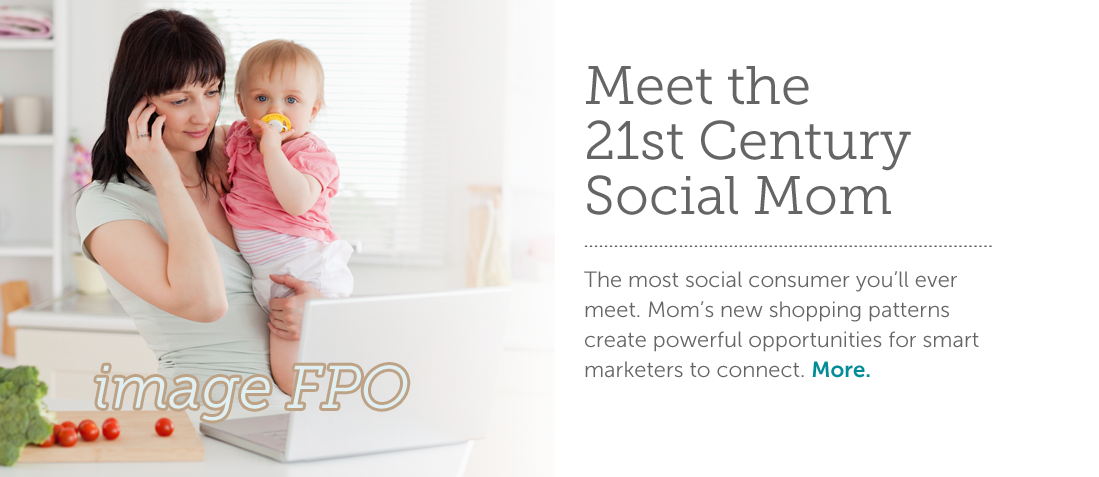 Meet the
21st Century
Social Mom
The most social consumer you'll ever
meet. Mom's new shopping patterns
create powerful opportunities for smart
marketers to connect. More.
image FPO